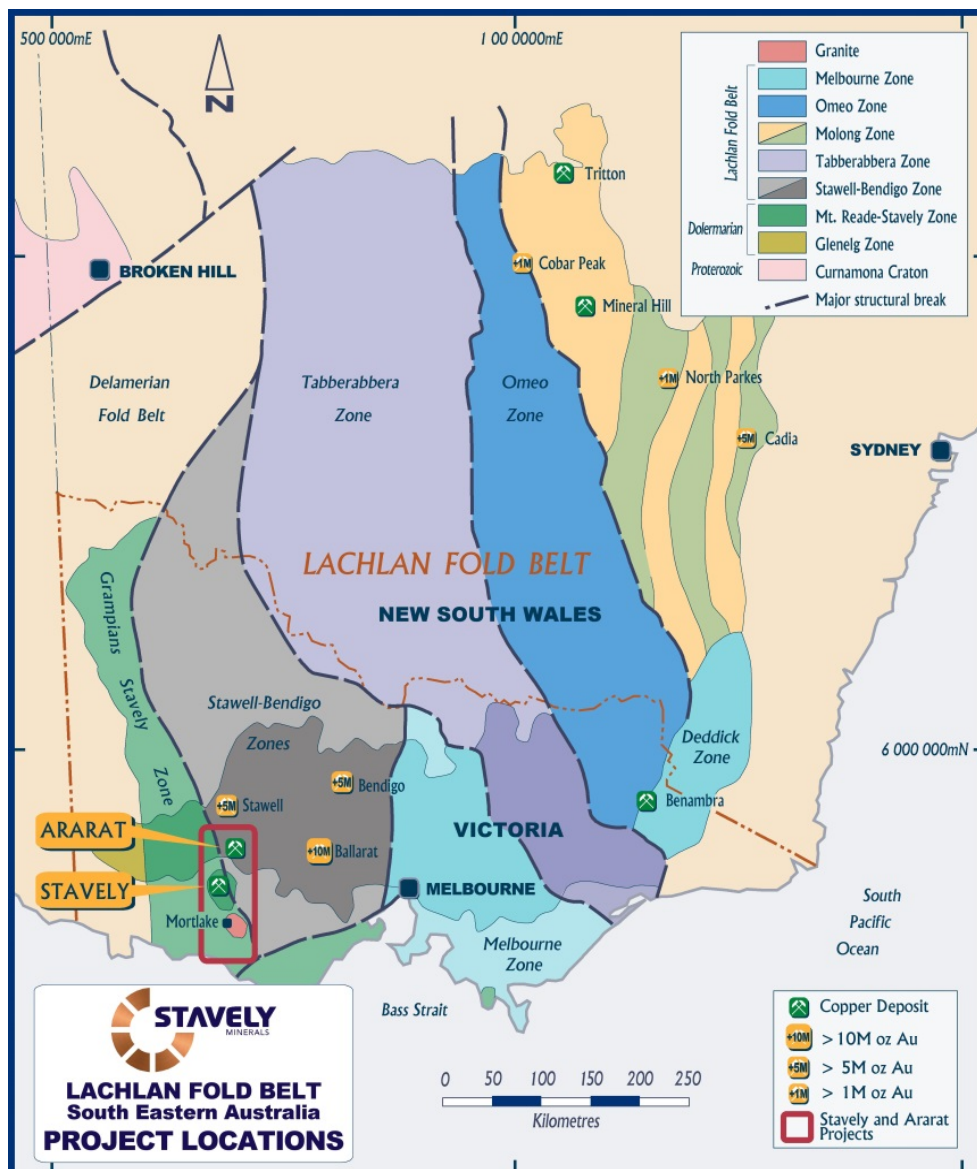 500 000mE
1 00 0000mE
N
Granite
Melbourne Zone
Omeo Zone
Molong Zone
Tabberabbera Zone
Stawell-Bendigo Zone
Mt. Reade-Stavely Zone
Glenelg Zone
Curnamona Craton
Major structural break
Lachlan Fold Belt
Dolermarian
Proterozoic
Tritton
BROKEN HILL
+1M
Cobar Peak
Mineral Hill
Delamerian
Fold Belt
Tabberabbera
Zone
Omeo
Zone
+1M
North Parkes
+5M
Cadia
SYDNEY
LACHLAN FOLD BELT
NEW SOUTH WALES
Grampians
Stavely
Zone
Stawell-Bendigo
Zones
Deddick
Zone
6 000 000mN
+5M
Bendigo
+5M
Stawell
Benambra
ARARAT
+10M
Ballarat
VICTORIA
STAVELY
MELBOURNE
Mortlake
Melbourne
Zone
South
Pacific
Ocean
Bass Strait
STAVELY
MINERALS
LACHLAN FOLD BELT
South Eastern Australia
PROJECT LOCATIONS
0 50 100 150 200 250
Kilometres
Copper Deposit
+10M > 10M oz Au
+5M > 5M oz Au
+1M > 1M oz Au
Stavely and Ararat
Projects